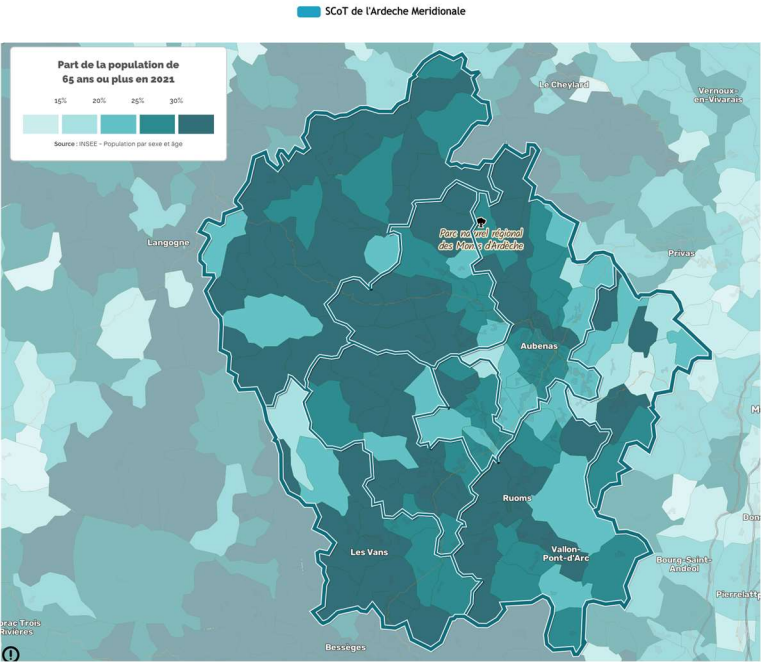 SCoT de l'Ardeche Meridionale
Part de la population de
65 ans ou plus en 2021
15% 20% 25% 30%
Source : INSEE - Population par sexe et âge
Le Cheylard
Vernoux-
en-Vivarais
Langogne
Parc naturel régional
des Monts d'Ardèche
Privas
Aubenas
Ruoms
Les Vans
Vallon-
Pont-d'Arc
Bourg-Saint-
Andéol
Pierrelatte
Rivières
Bessèges